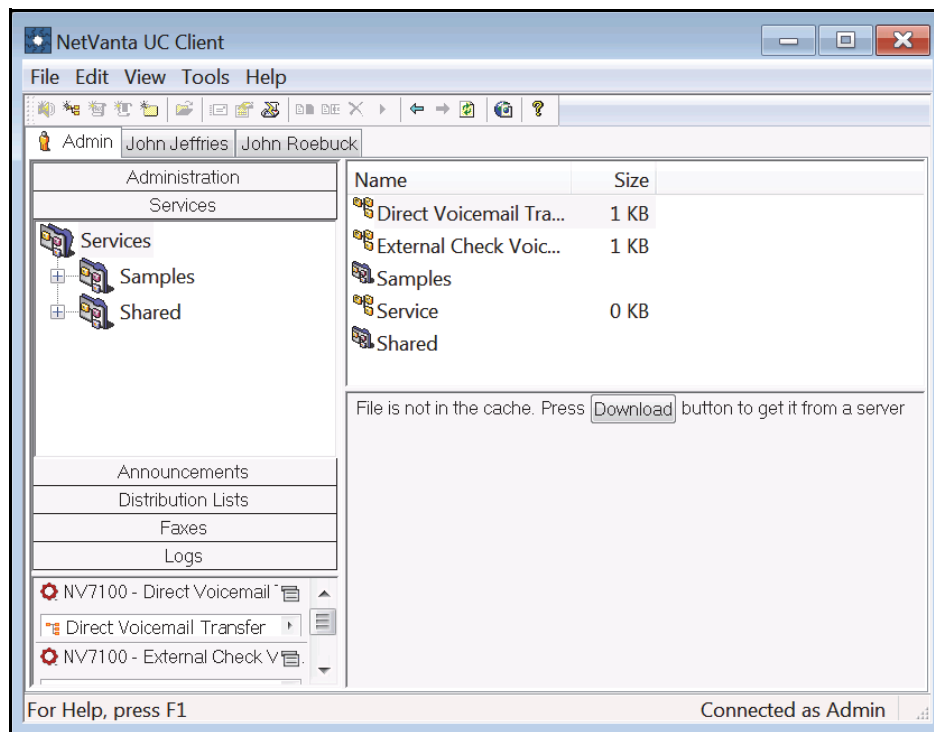 NetVanta UC Client
File Edit View Tools Help
Admin John Jeffries John Roebuck
Administration
Services
Services
Samples
Shared
Announcements
Distribution Lists
Faxes
Logs
NV7100 - Direct Voicemail
Direct Voicemail Transfer
NV7100 - External Check V
Name Size
Direct Voicemail Tra... 1 KB
External Check Voic... 1 KB
Samples
Service 0 KB
Shared
File is not in the cache. Press Download button to get it from a server
For Help, press F1 Connected as Admin